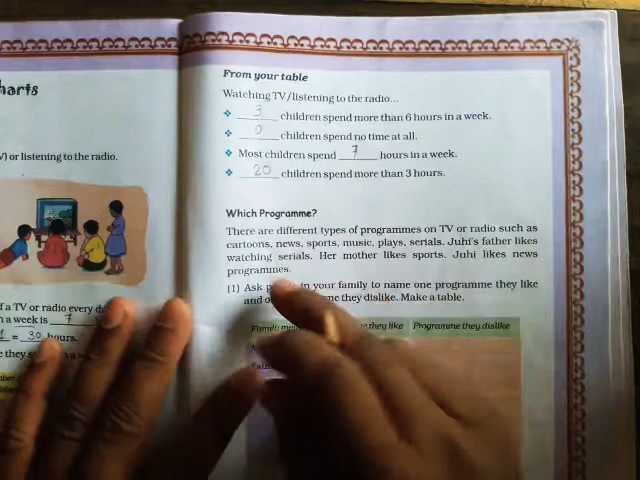 harts
V) or listening to the radio.
f a TV or radio every d
a week is 7
= 30 hours.
e they s
From your table
Watching TV/listening to the radio...
❖ 3 children spend more than 6 hours in a week.
❖ 0 children spend no time at all.
❖ Most children spend 7 hours in a week.
❖ 20 children spend more than 3 hours.
Which Programme?
There are different types of programmes on TV or radio such as
cartoons, news, sports, music, plays, serials. Juhi's father likes
watching serials. Her mother likes sports. Juhi likes news
programmes.
(1) Ask p in your family to name one programme they like
and o me they dislike. Make a table.
Family me e they like Programme they dislike